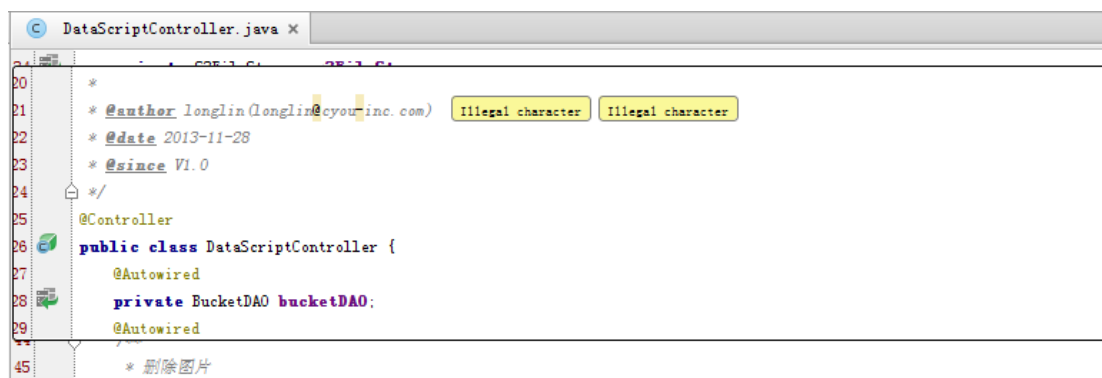 DataScriptController.java
20 *
21 * @author longlin(longlin@cyou-inc.com) Illegal character Illegal character
22 * @date 2013-11-28
23 * @since V1.0
24 */
25 @Controller
26 public class DataScriptController {
27 @Autowired
28 private BucketDAO bucketDAO;
29 @Autowired
45 * 删除图片